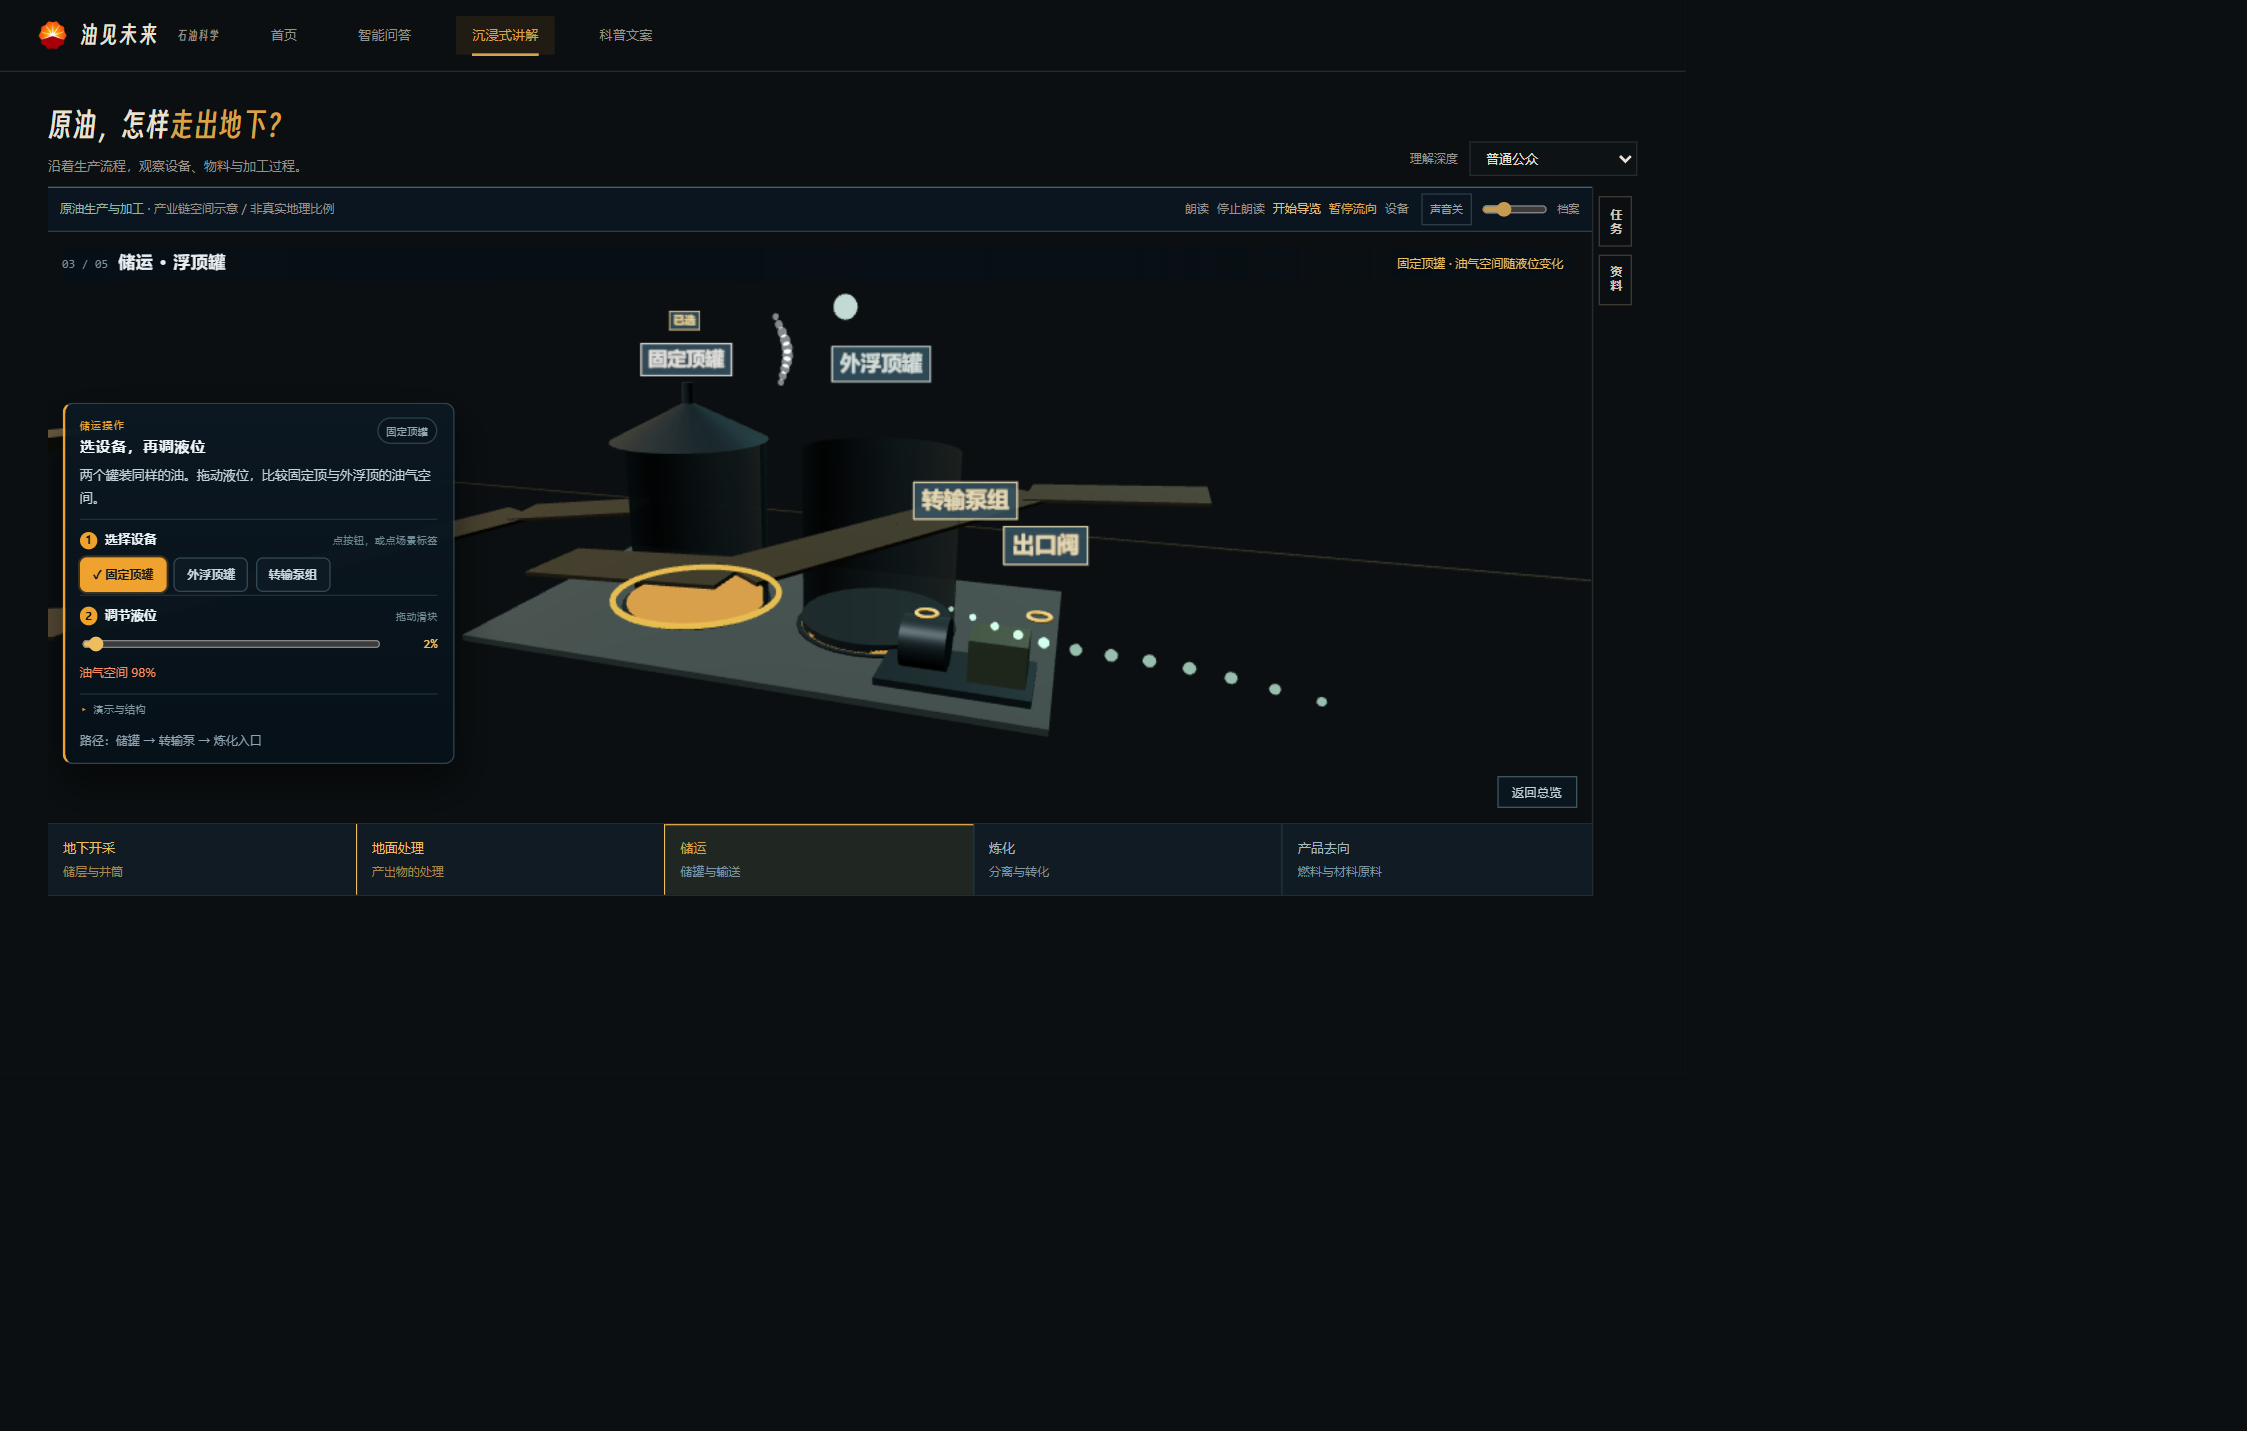 油见未来 石油科学 首页 智能问答 沉浸式讲解 科普文案
原油，怎样走出地下？
沿着生产流程，观察设备、物料与加工过程。
理解深度 普通公众
原油生产与加工 · 产业链空间示意 / 非真实地理比例
朗读 停止朗读 开始导览 暂停流向 设备 声音关 档案
任务
资料
03 / 05 储运 · 浮顶罐
固定顶罐 · 油气空间随液位变化
已选
固定顶罐
外浮顶罐
转输泵组
出口阀
储运操作
选设备，再调液位
固定顶罐
两个罐装同样的油。拖动液位，比较固定顶与外浮顶的油气空
间。
1 选择设备 点按钮，或点场景标签
✓ 固定顶罐 外浮顶罐 转输泵组
2 调节液位 拖动滑块
2%
油气空间 98%
▸ 演示与结构
路径：储罐 → 转输泵 → 炼化入口
返回总览
地下开采
储层与井筒
地面处理
产出物的处理
储运
储罐与输送
炼化
分离与转化
产品去向
燃料与材料原料